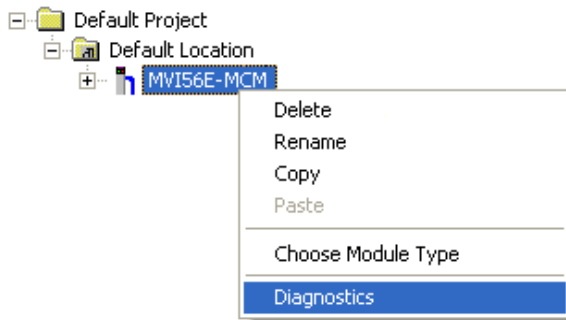 Default Project
Default Location
MVI56E-MCM
Delete
Rename
Copy
Paste
Choose Module Type
Diagnostics